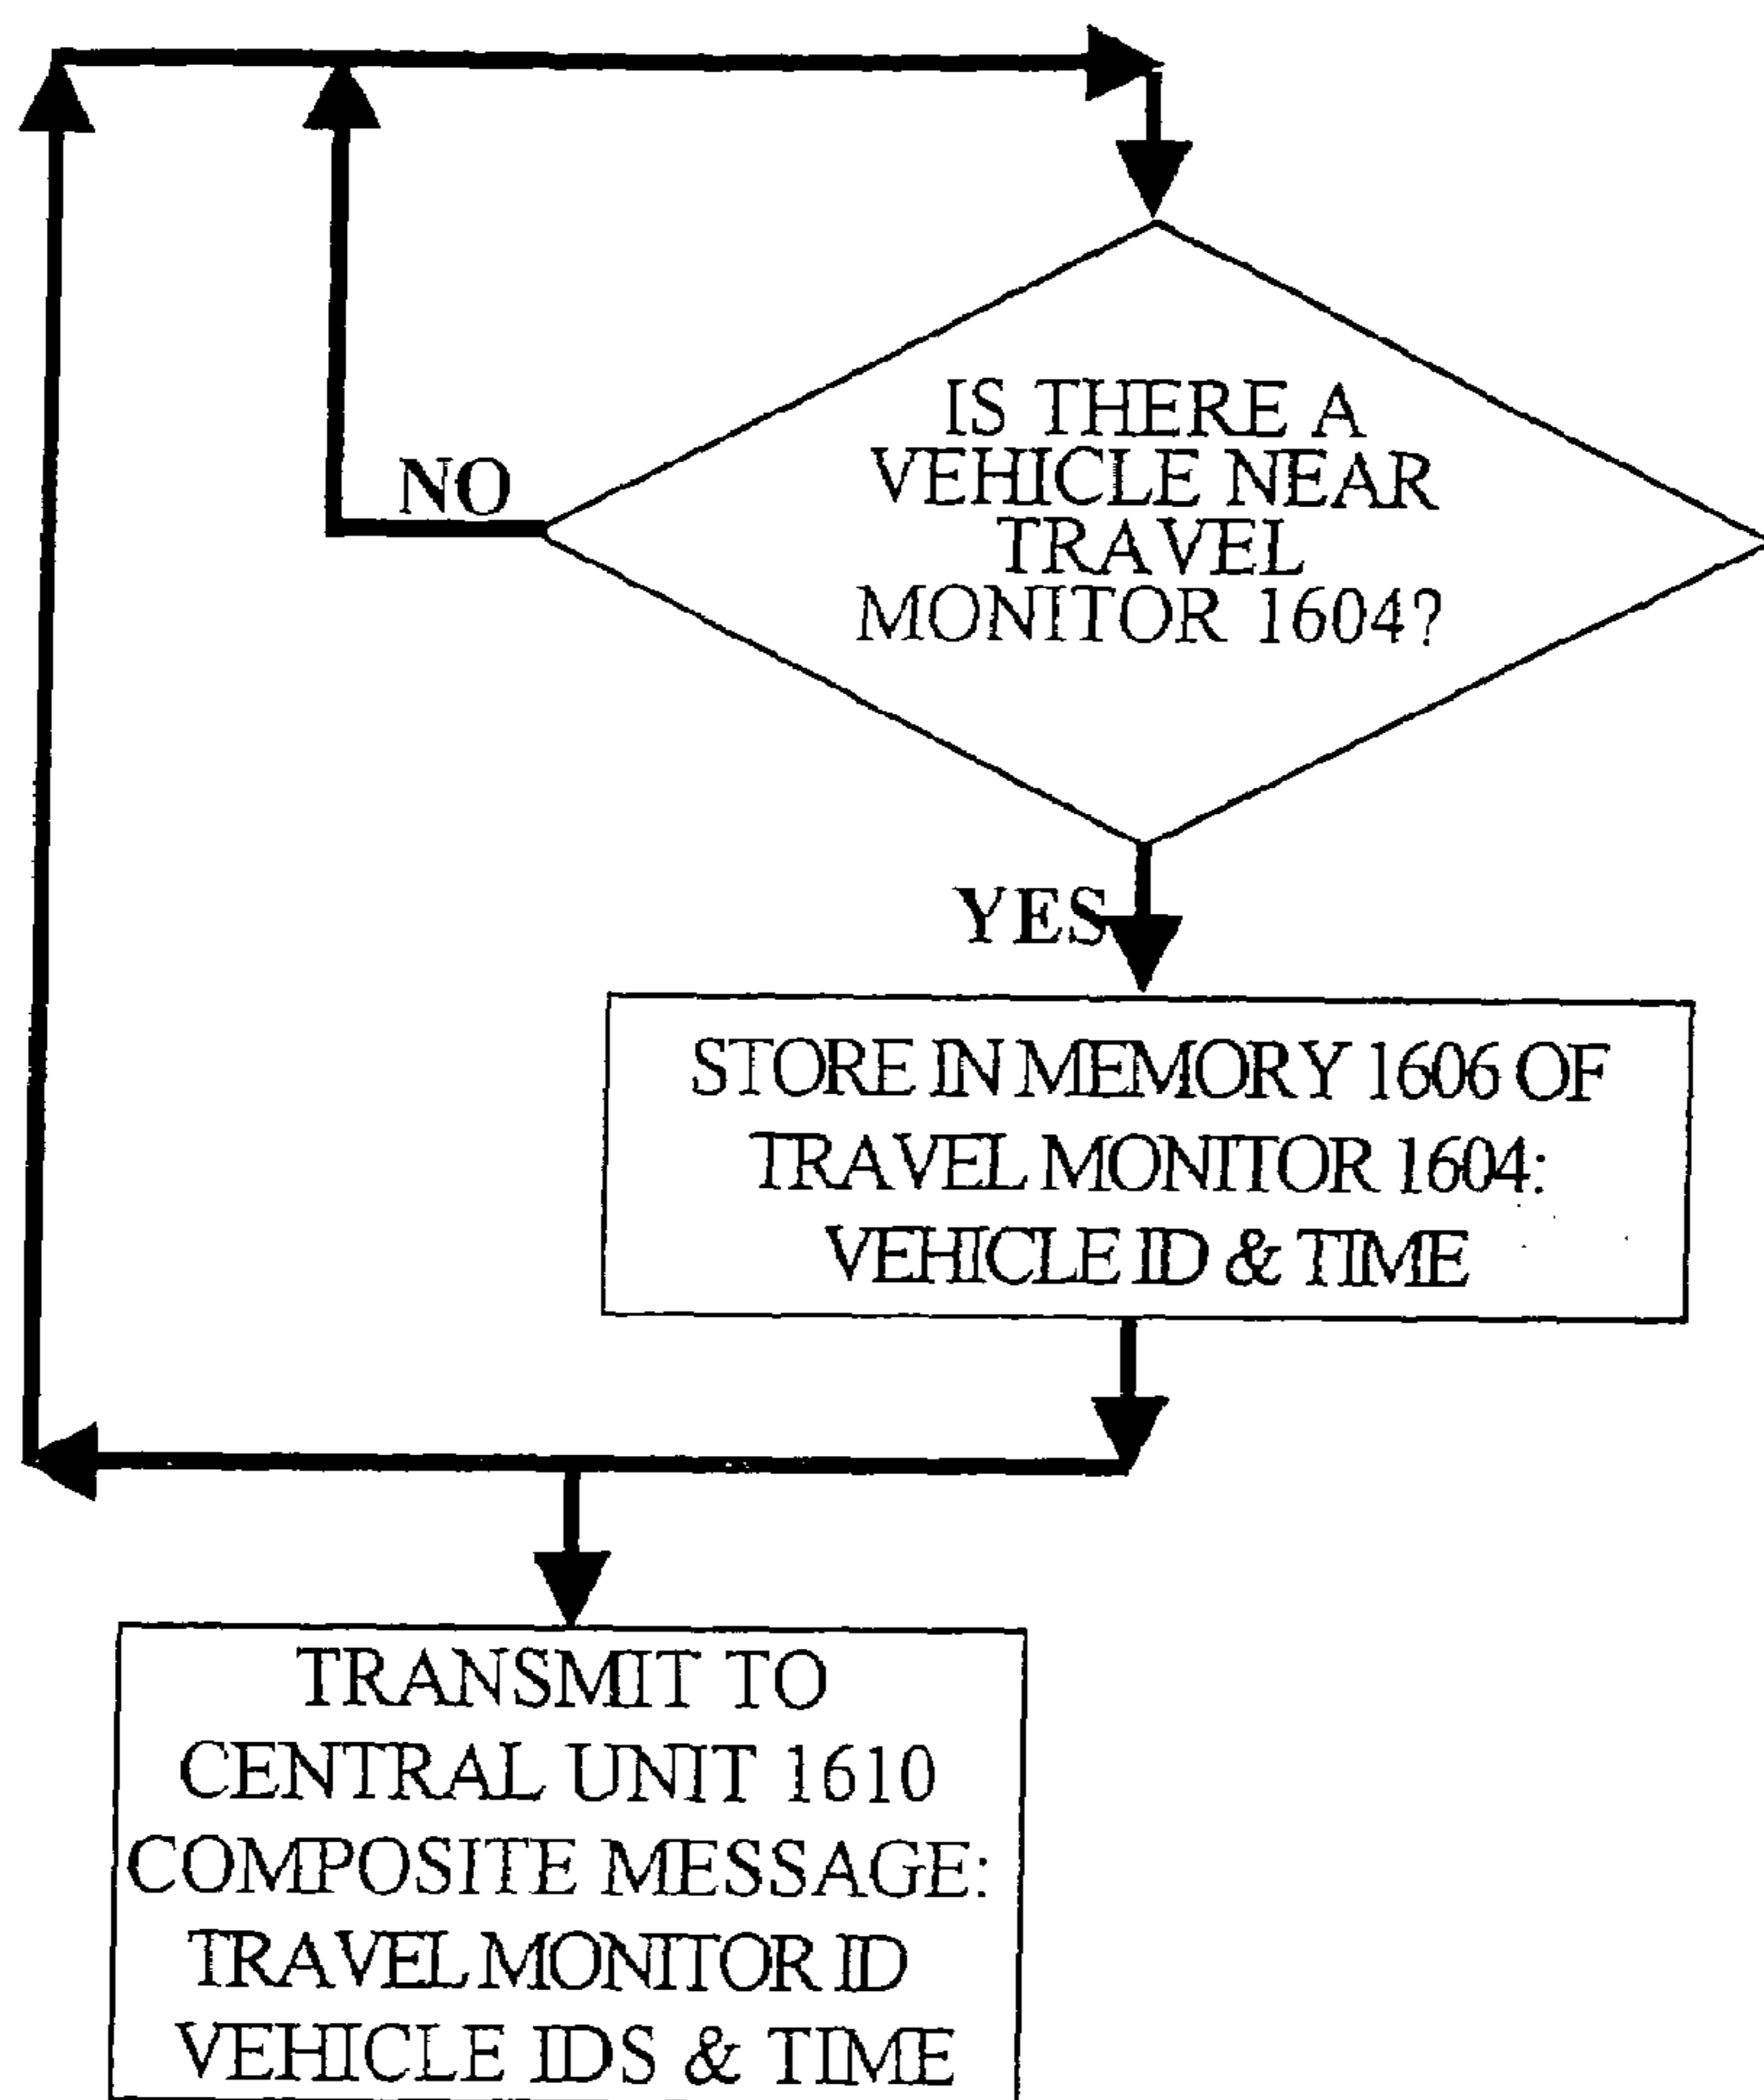 IS THERE A
VEHICLE NEAR
TRAVEL
MONITOR 1604?
NO
YES
STORE IN MEMORY 1606 OF
TRAVEL MONITOR 1604:
VEHICLE ID & TIME
TRANSMIT TO
CENTRAL UNIT 1610
COMPOSITE MESSAGE:
TRAVEL MONITOR ID
VEHICLE IDS & TIME